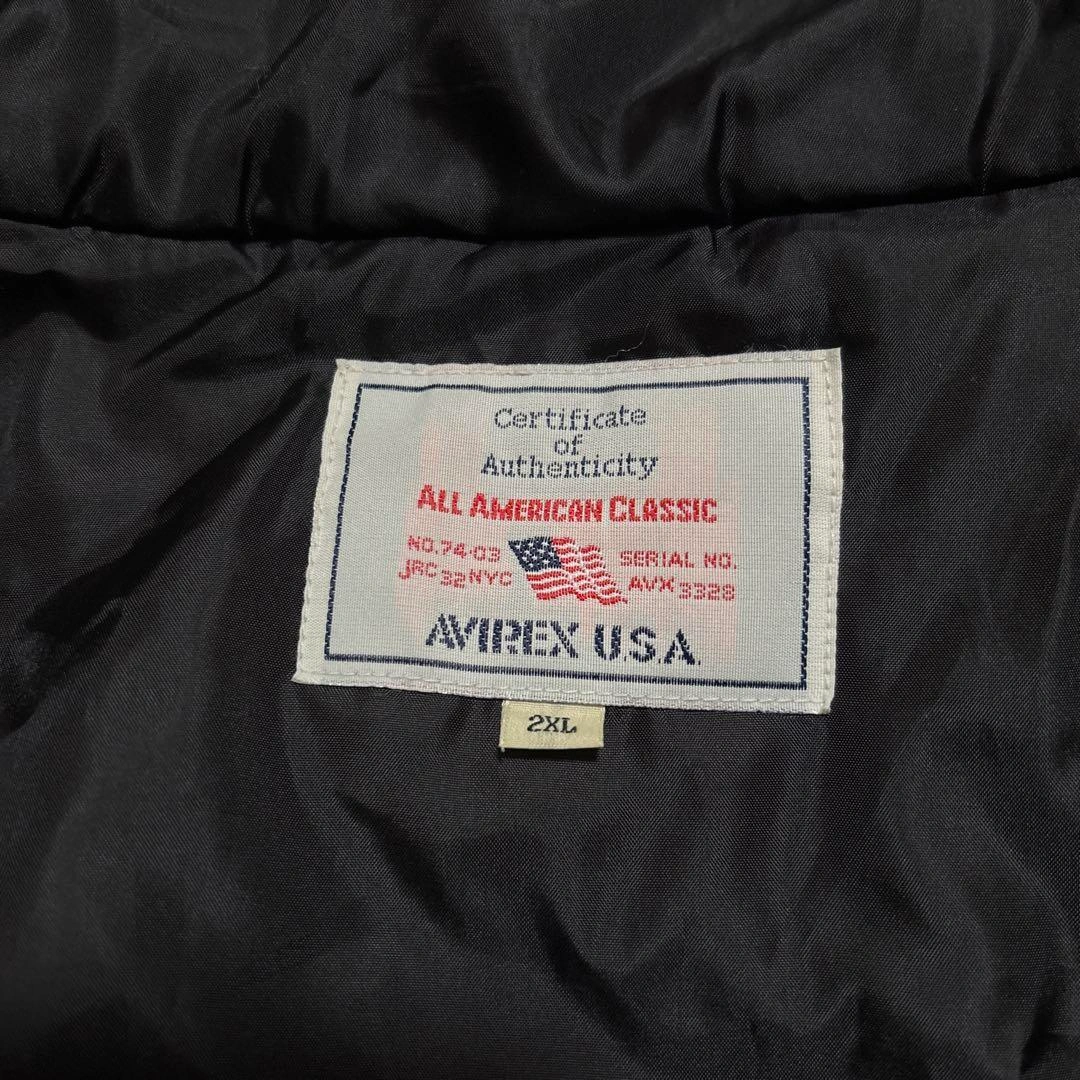 Certificate
of
Authenticity
ALL AMERICAN CLASSIC
NO.74-03 SERIAL NO.
JRC 32 NYC AVX 3328
AVIREX U.S.A.
2XL